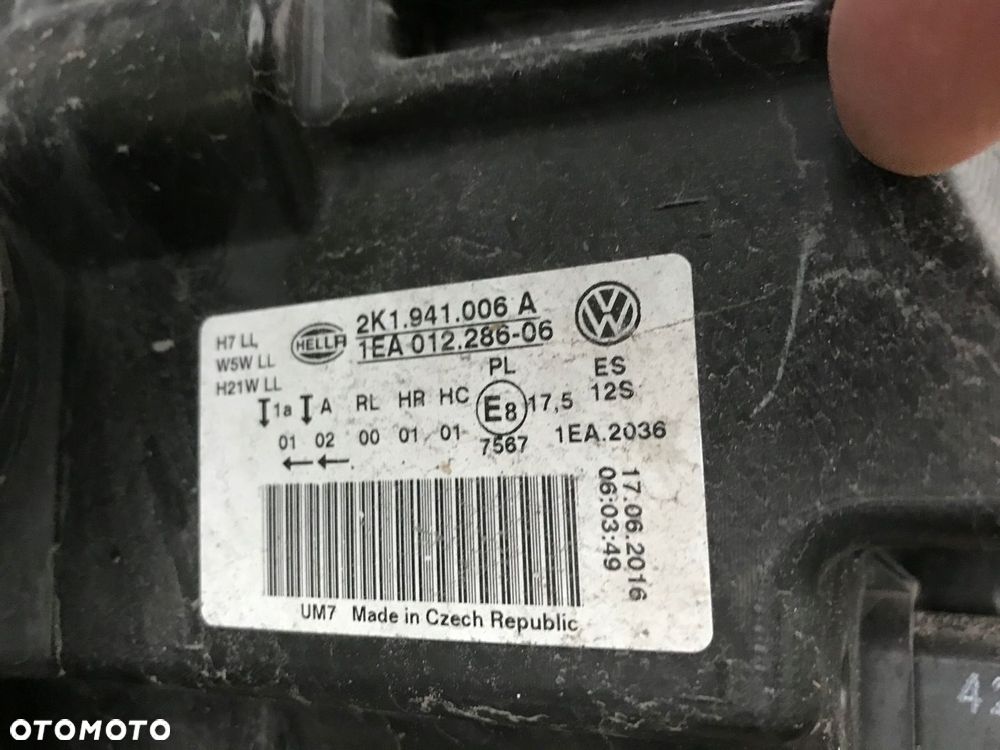 H7 LL,
W5W LL
H21W LL
HELLA
2K1.941.006 A
1EA 012.286-06
VW
PL
ES
1a A RL HR HC
E8
17,5
12S
01 02 00 01 01
7567
1EA.2036
← ←
17.06.2016
06:03:49
UM7 Made in Czech Republic
42
OTOMOTO